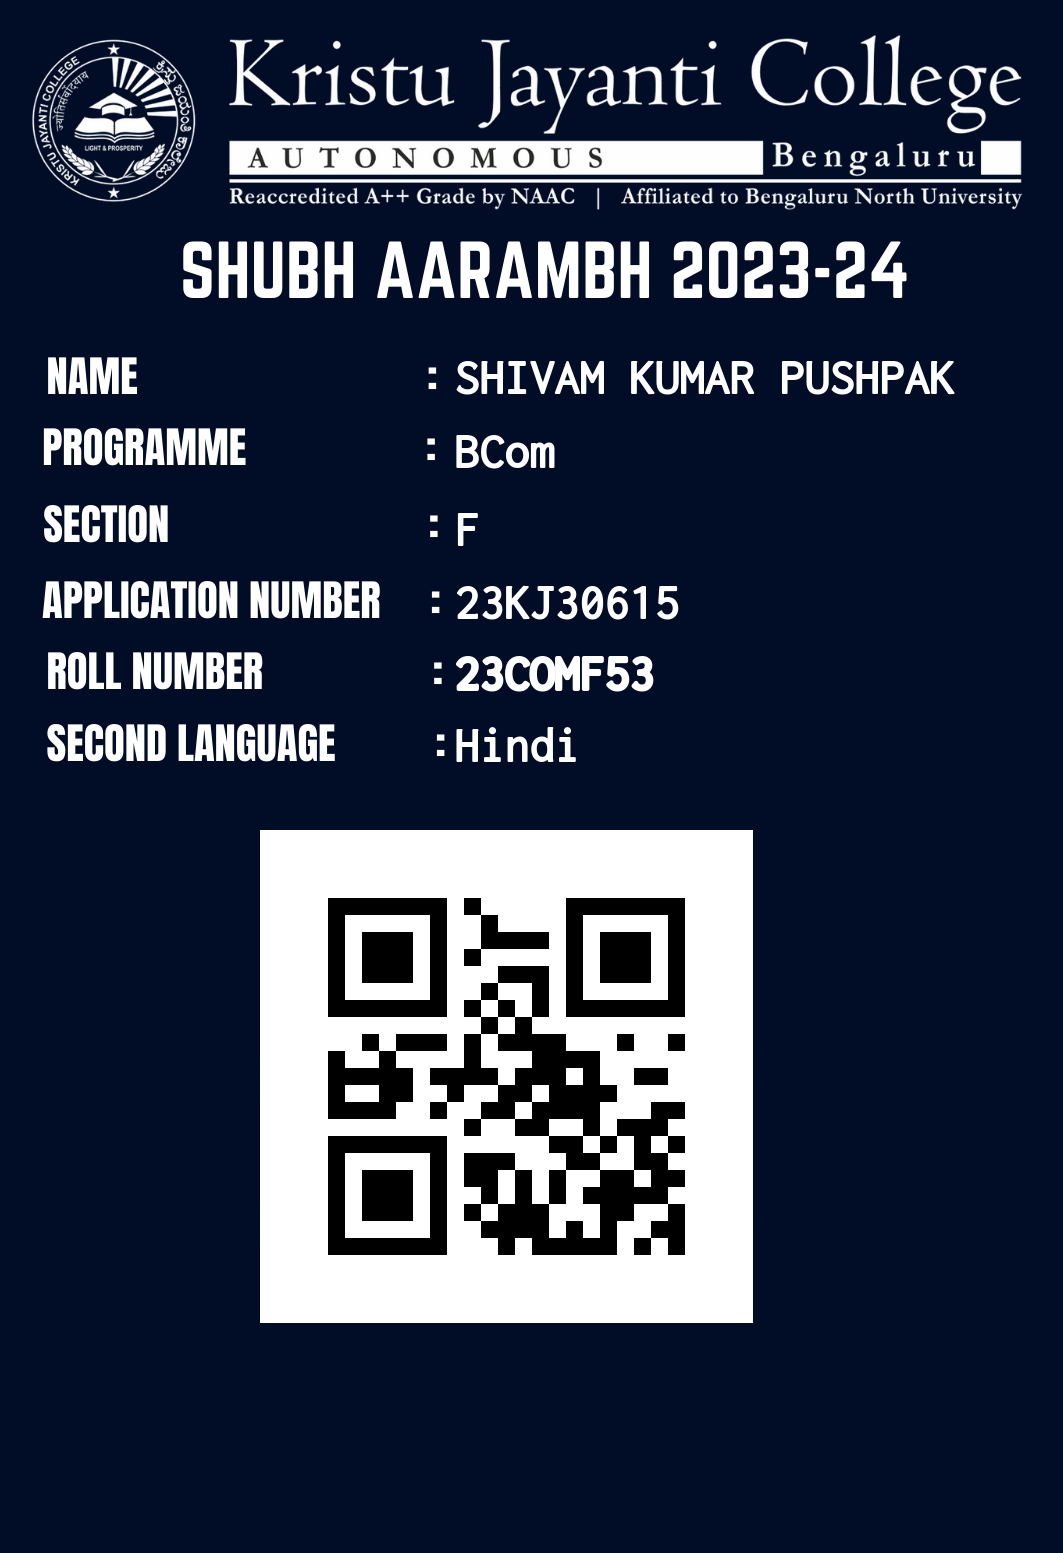 KRISTU JAYANTI COLLEGE
LIGHT & PROSPERITY
KRISTU JAYANTI
Kristu Jayanti College
AUTONOMOUS Bengaluru
Reaccredited A++ Grade by NAAC | Affiliated to Bengaluru North University
SHUBH AARAMBH 2023-24
NAME : SHIVAM KUMAR PUSHPAK
PROGRAMME : BCom
SECTION : F
APPLICATION NUMBER : 23KJ30615
ROLL NUMBER : 23COMF53
SECOND LANGUAGE : Hindi